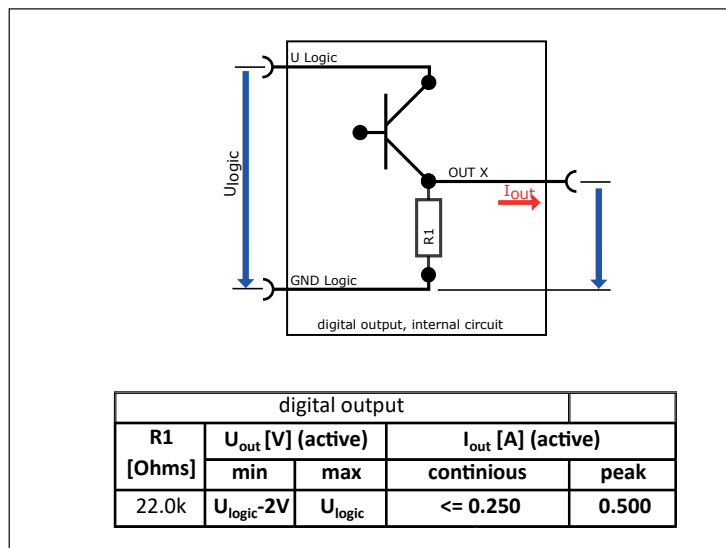 U Logic
Ulogic
OUT X
Iout
R1
GND Logic
digital output, internal circuit
digital output
R1 [Ohms] Uout [V] (active) Iout [A] (active)
min max continious peak
22.0k Ulogic-2V Ulogic <= 0.250 0.500